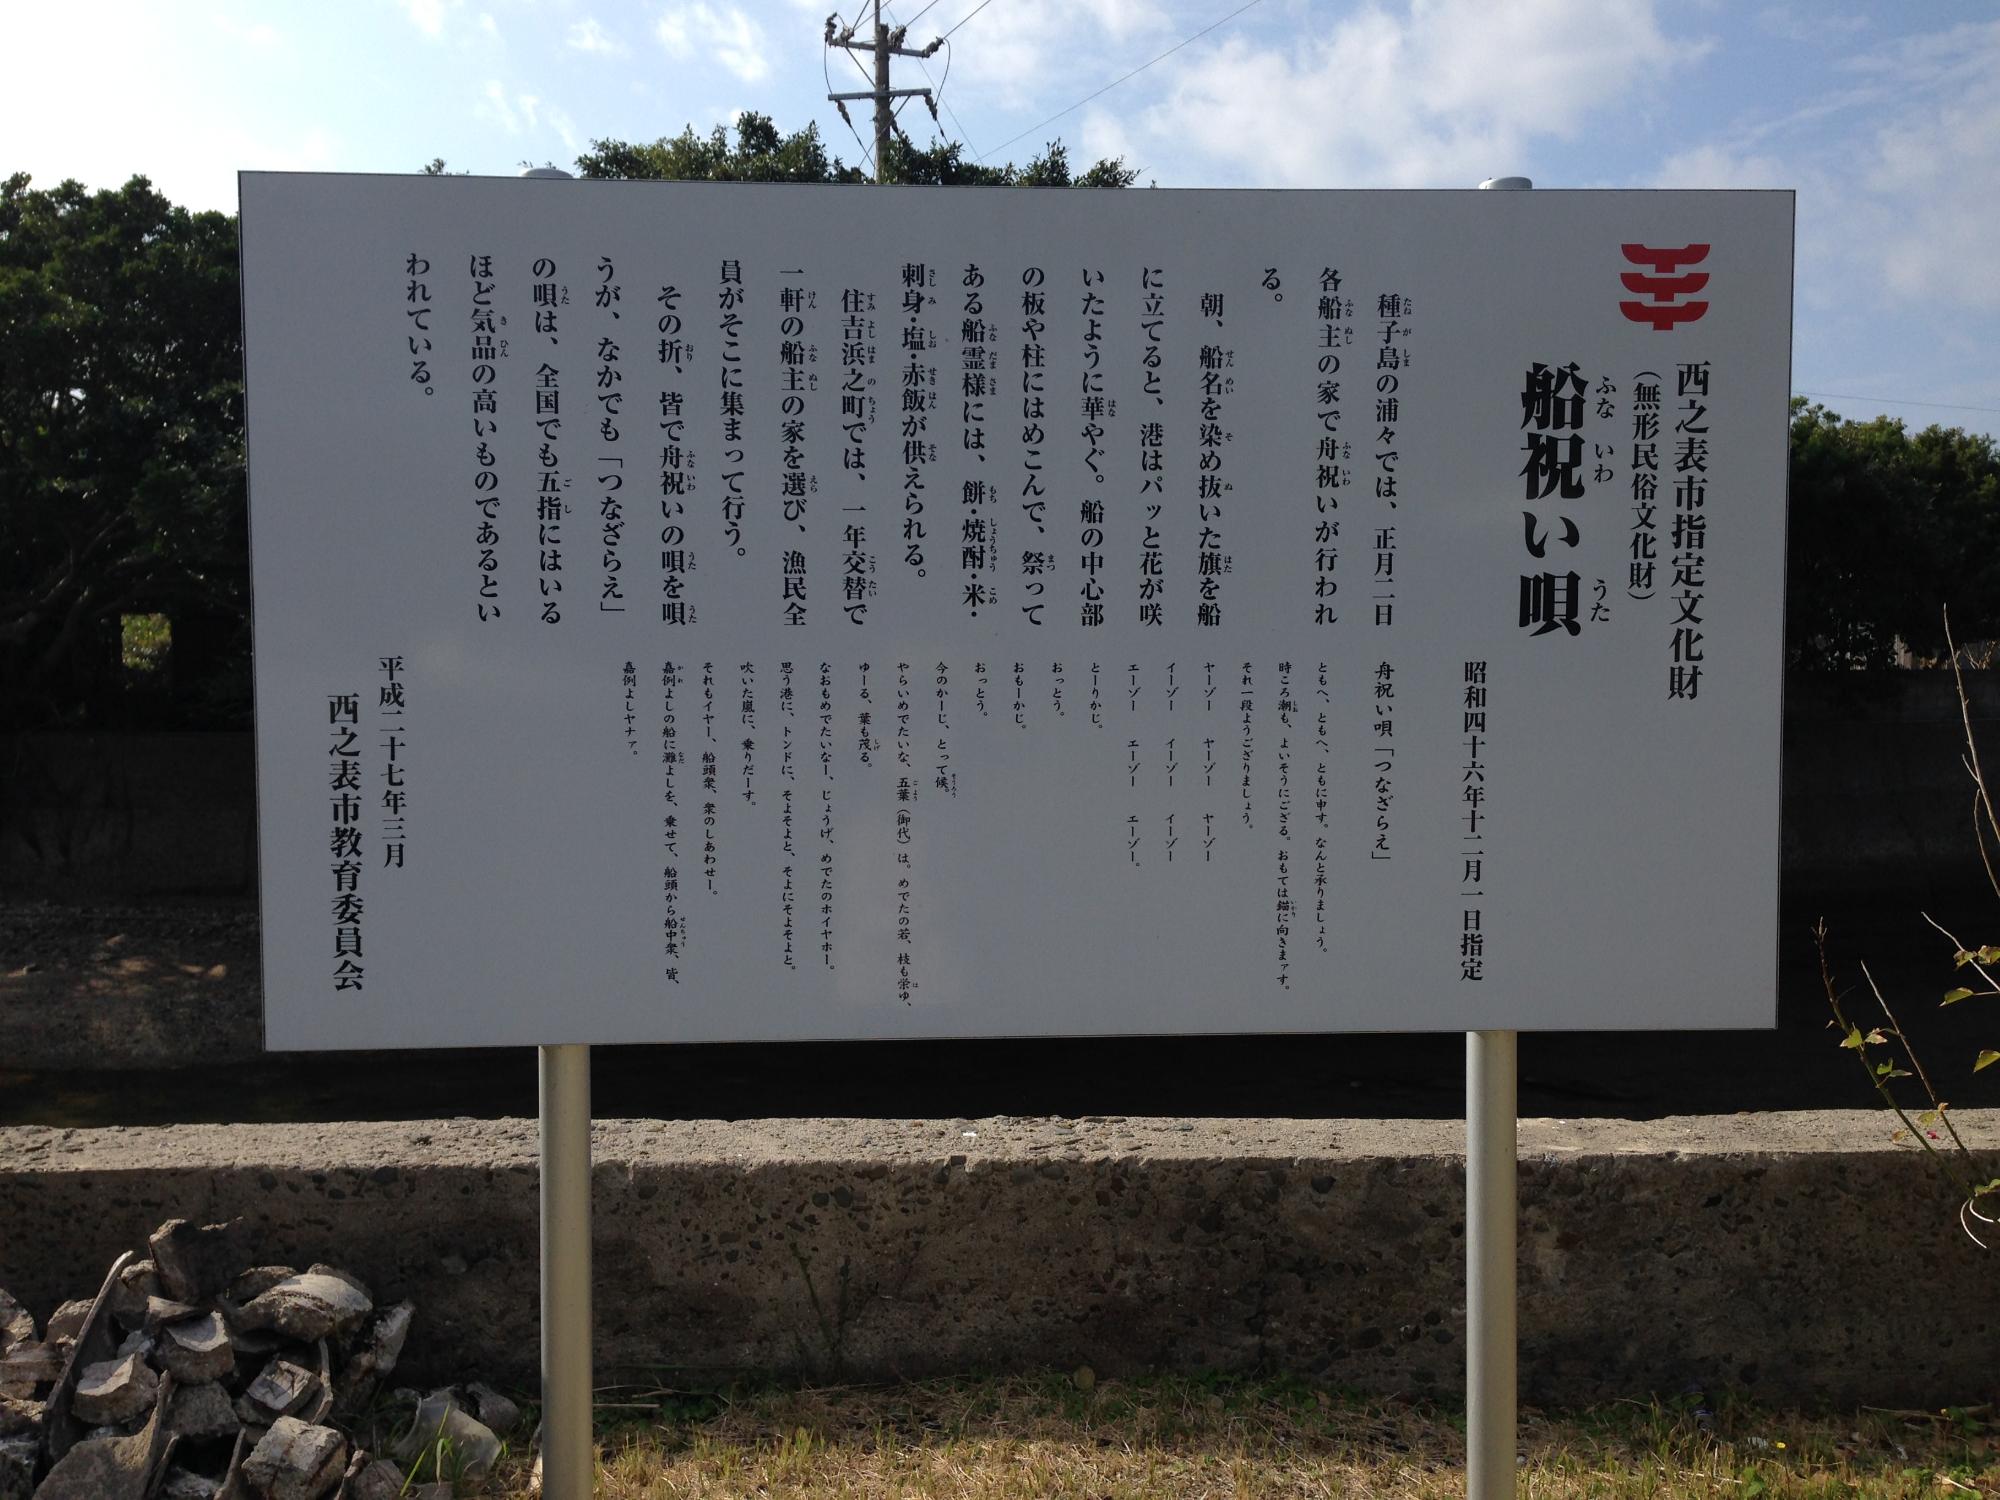 西之表市指定文化財
（無形民俗文化財）
船祝い唄
ふな いわ うた
昭和四十六年十二月一日指定
種子島の浦々では、正月二日
各船主の家で舟祝いが行われ
る。
朝、船名を染め抜いた旗を船
に立てると、港はパッと花が咲
いたように華やぐ。船の中心部
の板や柱にはめこんで、祭って
ある船霊様には、餅・焼酎・米・
刺身・塩・赤飯が供えられる。
住吉浜之町では、一年交替で
一軒の船主の家を選び、漁民全
員がそこに集まって行う。
その折、皆で舟祝いの唄を唄
うが、なかでも「つなざらえ」
の唄は、全国でも五指にはいる
ほど気品の高いものであるとい
われている。
舟祝い唄「つなざらえ」
ともへ、ともへ、ともに申す。なんと承りましょう。
時ころ潮も、よいそうにござる。おもては錨に向きまァす。
それ一段ようござりましょう。
ヤーゾー ヤーゾー ヤーゾー
イーゾー イーゾー イーゾー
エーゾー エーゾー エーゾー。
とーりかじ。
おっとう。
おもーかじ。
おっとう。
今のかーじ、とって候。
やらいめでたいな、五葉（御代）は。めでたの若、枝も栄ゆ、
ゆーる、葉も茂る。
なおもめでたいなー、じょうげ、めでたのホイヤホー。
思う港に、トンドに、そよそよと、そよにそよそよと。
吹いた嵐に、乗りだーす。
それもイヤー、船頭衆、衆のしあわせー。
嘉例よしの船に灘よしを、乗せて、船頭から船中衆、皆、
嘉例よしヤナァ。
平成二十七年三月
西之表市教育委員会